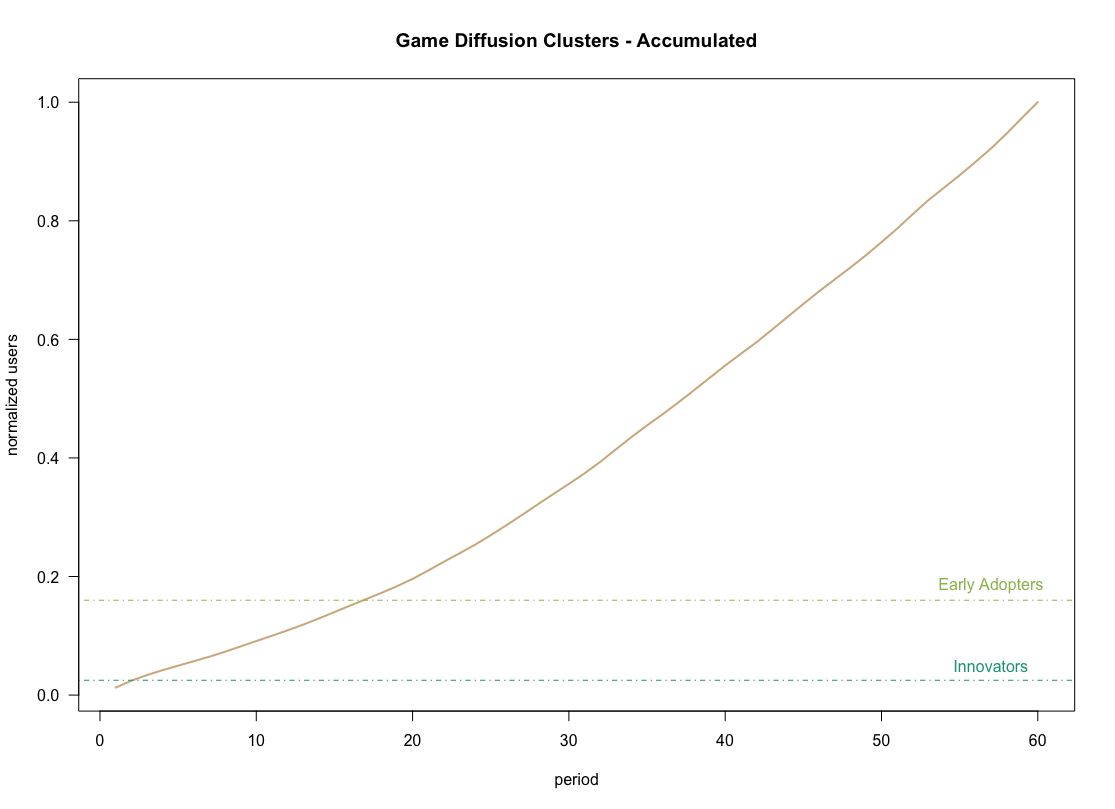 Game Diffusion Clusters - Accumulated
normalized users
1.0
0.8
0.6
0.4
0.2
0.0
Early Adopters
Innovators
0 10 20 30 40 50 60
period